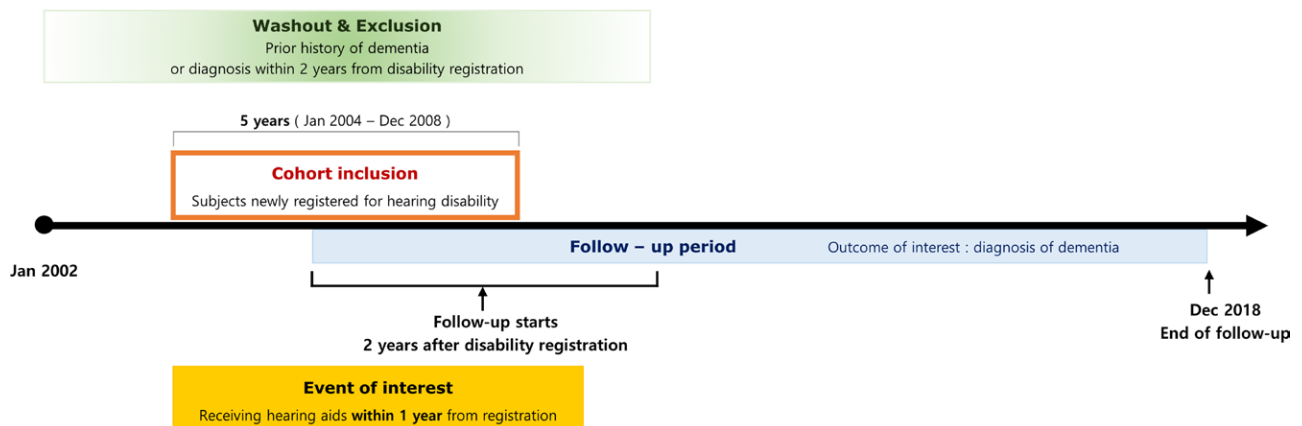 Washout & Exclusion
Prior history of dementia
or diagnosis within 2 years from disability registration
5 years ( Jan 2004 – Dec 2008 )
Cohort inclusion
Subjects newly registered for hearing disability
Jan 2002
Follow – up period
Outcome of interest : diagnosis of dementia
Follow-up starts
2 years after disability registration
Dec 2018
End of follow-up
Event of interest
Receiving hearing aids within 1 year from registration